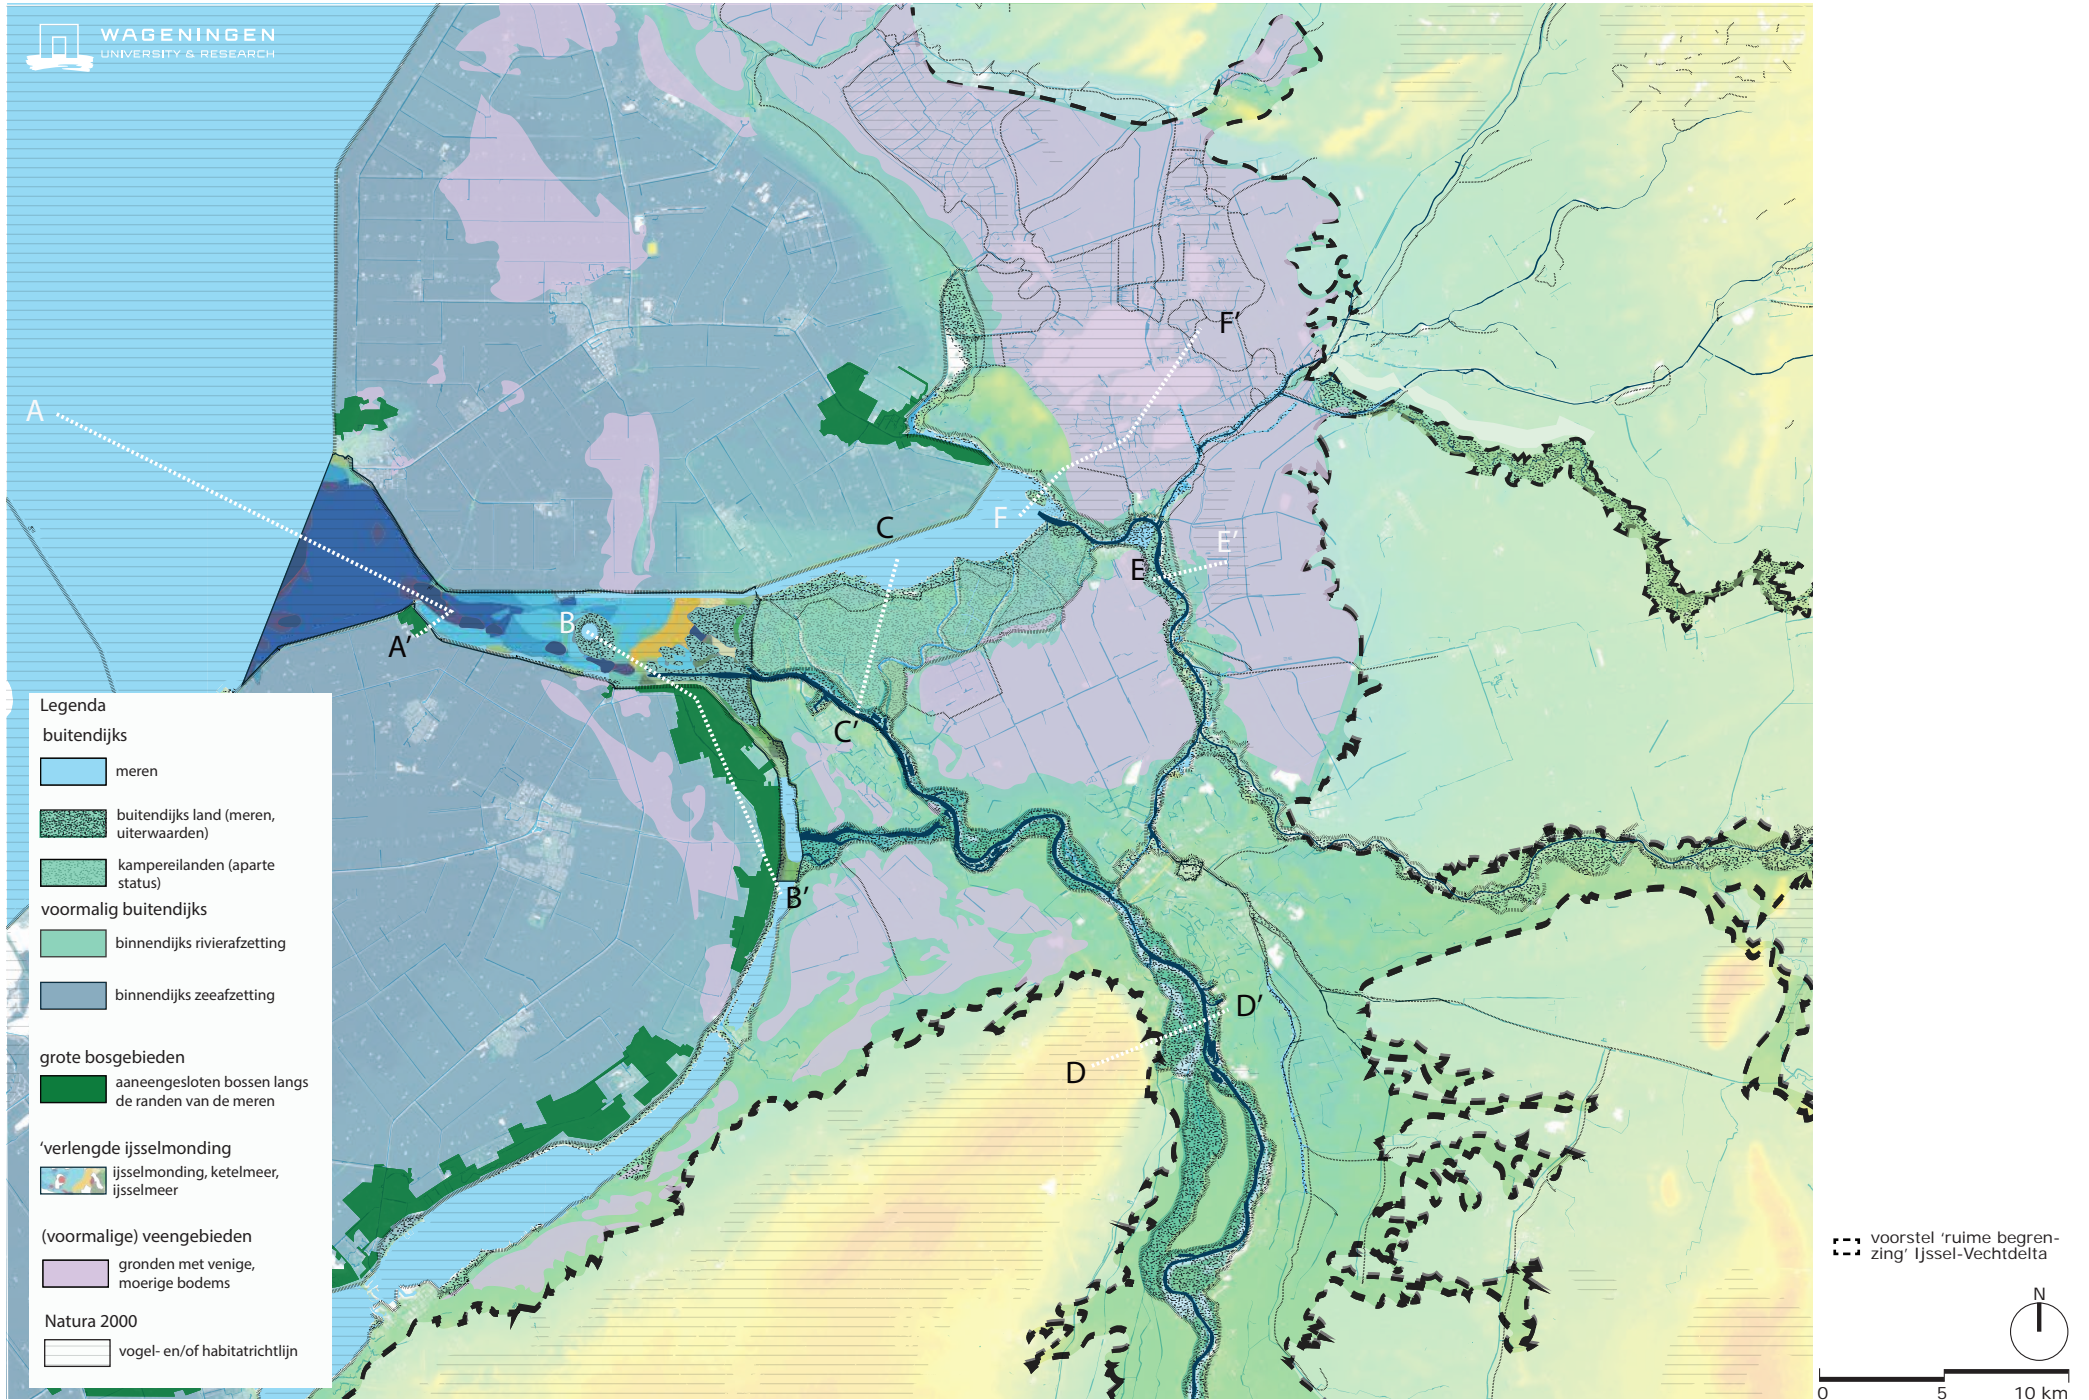 WAGENINGEN
UNIVERSITY & RESEARCH
A
A'
B
B'
C
C'
D
D'
E
E'
F
F'
Legenda
buitendijks
meren
buitendijks land (meren,
uiterwaarden)
kampereilanden (aparte
status)
voormalig buitendijks
binnendijks rivierafzetting
binnendijks zeeafzetting
grote bosgebieden
aaneengesloten bossen langs
de randen van de meren
'verlengde ijsselmonding
ijsselmonding, ketelmeer,
ijsselmeer
(voormalige) veengebieden
gronden met venige,
moerige bodems
Natura 2000
vogel- en/of habitatrichtlijn
voorstel 'ruime begren-
zing' Ijssel-Vechtdelta
N
0 5 10 km